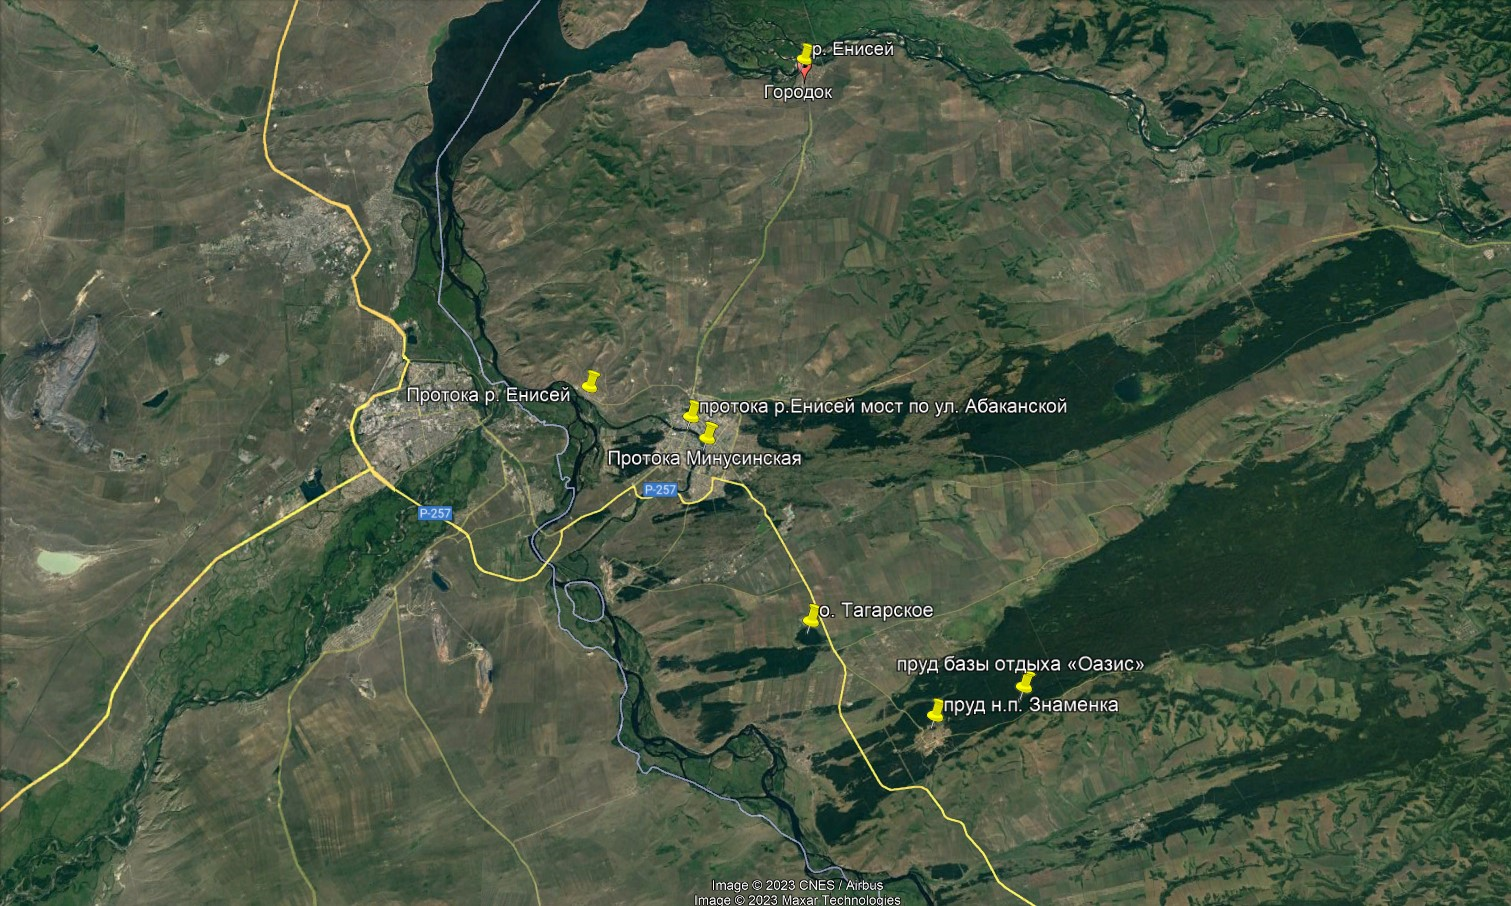 р. Енисей
Городок
Протока р. Енисей
протока р.Енисей мост по ул. Абаканской
Протока Минусинская
Р-257
Р-257
о. Тагарское
пруд базы отдыха «Оазис»
пруд н.п. Знаменка
Image © 2023 CNES / Airbus
Image © 2023 Maxar Technologies